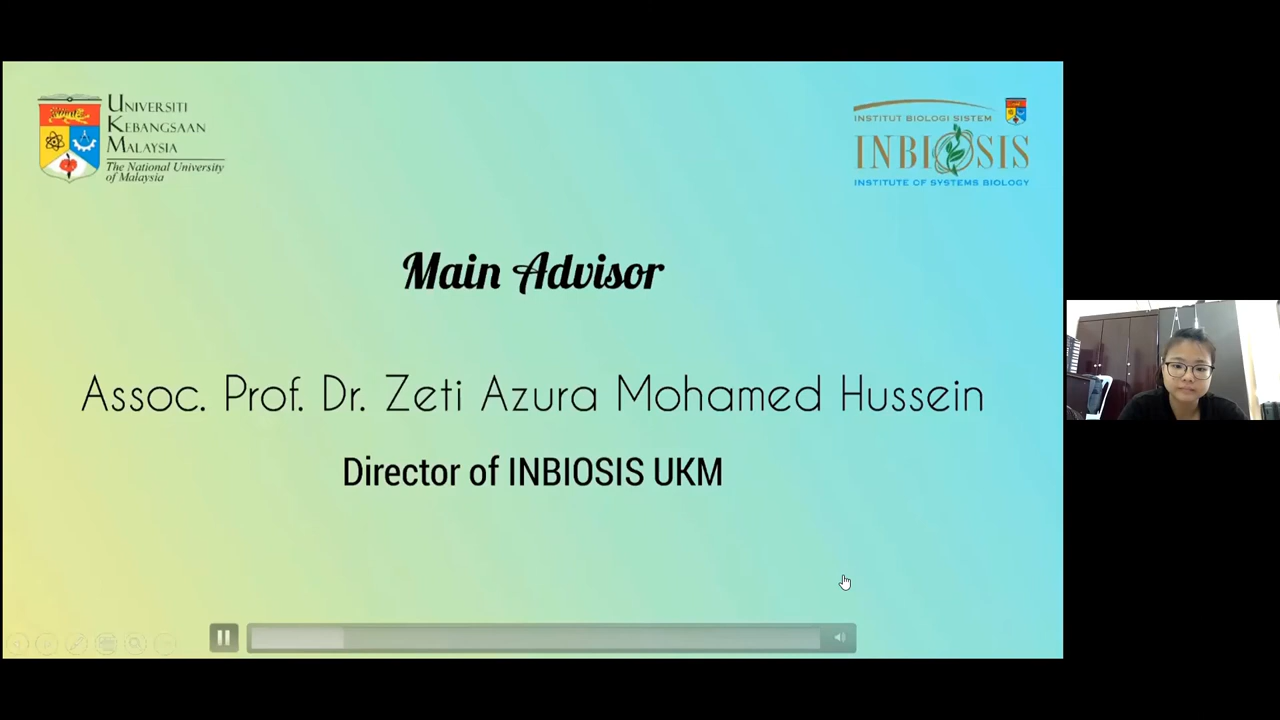 UNIVERSITI
KEBANGSAAN
MALAYSIA
The National University
of Malaysia
INSTITUT BIOLOGI SISTEM
INBIOSIS
INSTITUTE OF SYSTEMS BIOLOGY
Main Advisor
Assoc. Prof. Dr. Zeti Azura Mohamed Hussein
Director of INBIOSIS UKM